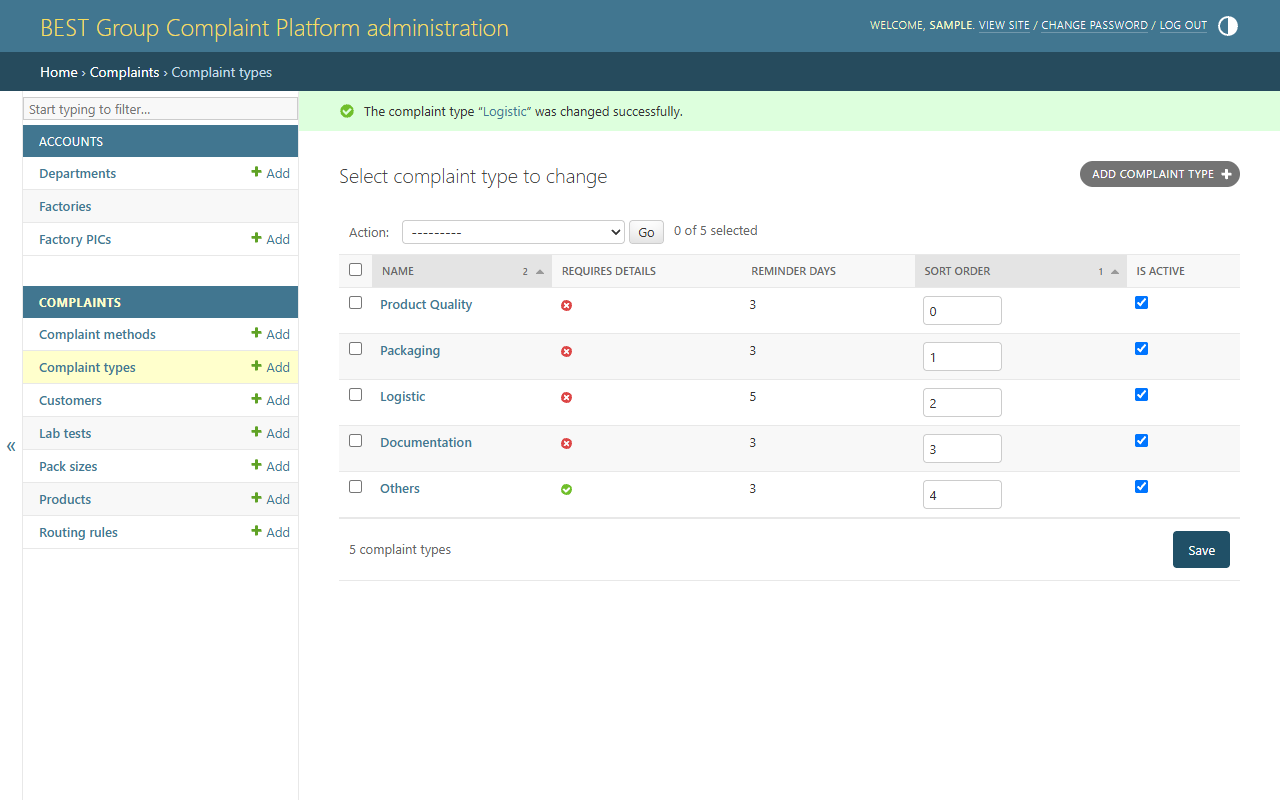 BEST Group Complaint Platform administration
WELCOME, SAMPLE. VIEW SITE / CHANGE PASSWORD / LOG OUT
Home › Complaints › Complaint types
Start typing to filter...
ACCOUNTS
Departments + Add
Factories
Factory PICs + Add
COMPLAINTS
Complaint methods + Add
Complaint types + Add
Customers + Add
Lab tests + Add
Pack sizes + Add
Products + Add
Routing rules + Add
«
The complaint type “Logistic” was changed successfully.
Select complaint type to change
ADD COMPLAINT TYPE +
Action: --------- Go 0 of 5 selected
NAME 2 REQUIRES DETAILS REMINDER DAYS SORT ORDER 1 IS ACTIVE
Product Quality 3 0
Packaging 3 1
Logistic 5 2
Documentation 3 3
Others 3 4
5 complaint types
Save